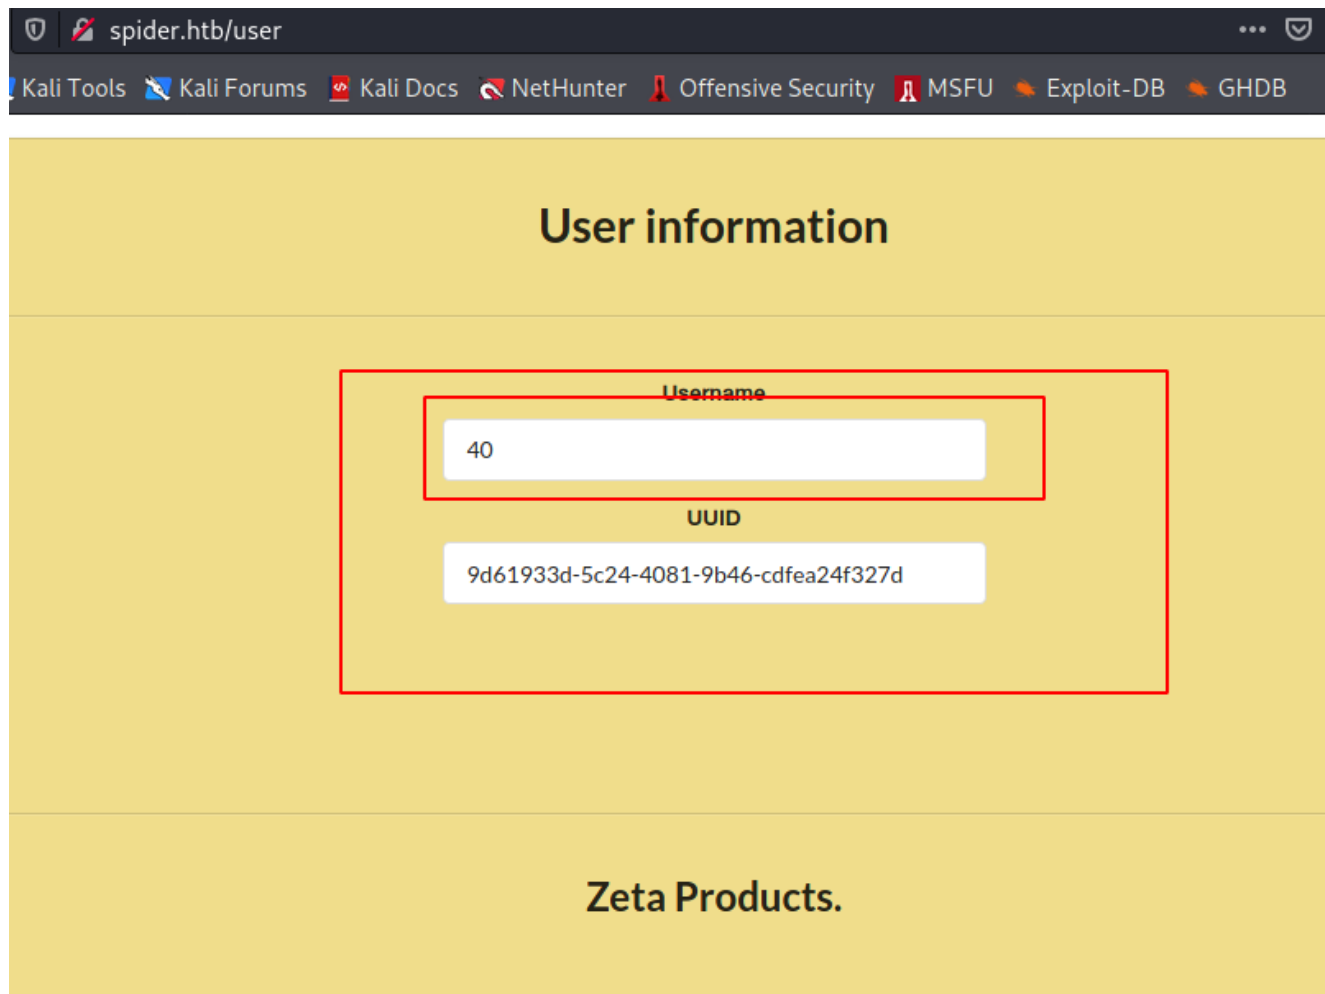 spider.htb/user
Kali Tools Kali Forums Kali Docs NetHunter Offensive Security MSFU Exploit-DB GHDB
User information
Username
40
UUID
9d61933d-5c24-4081-9b46-cdfea24f327d
Zeta Products.